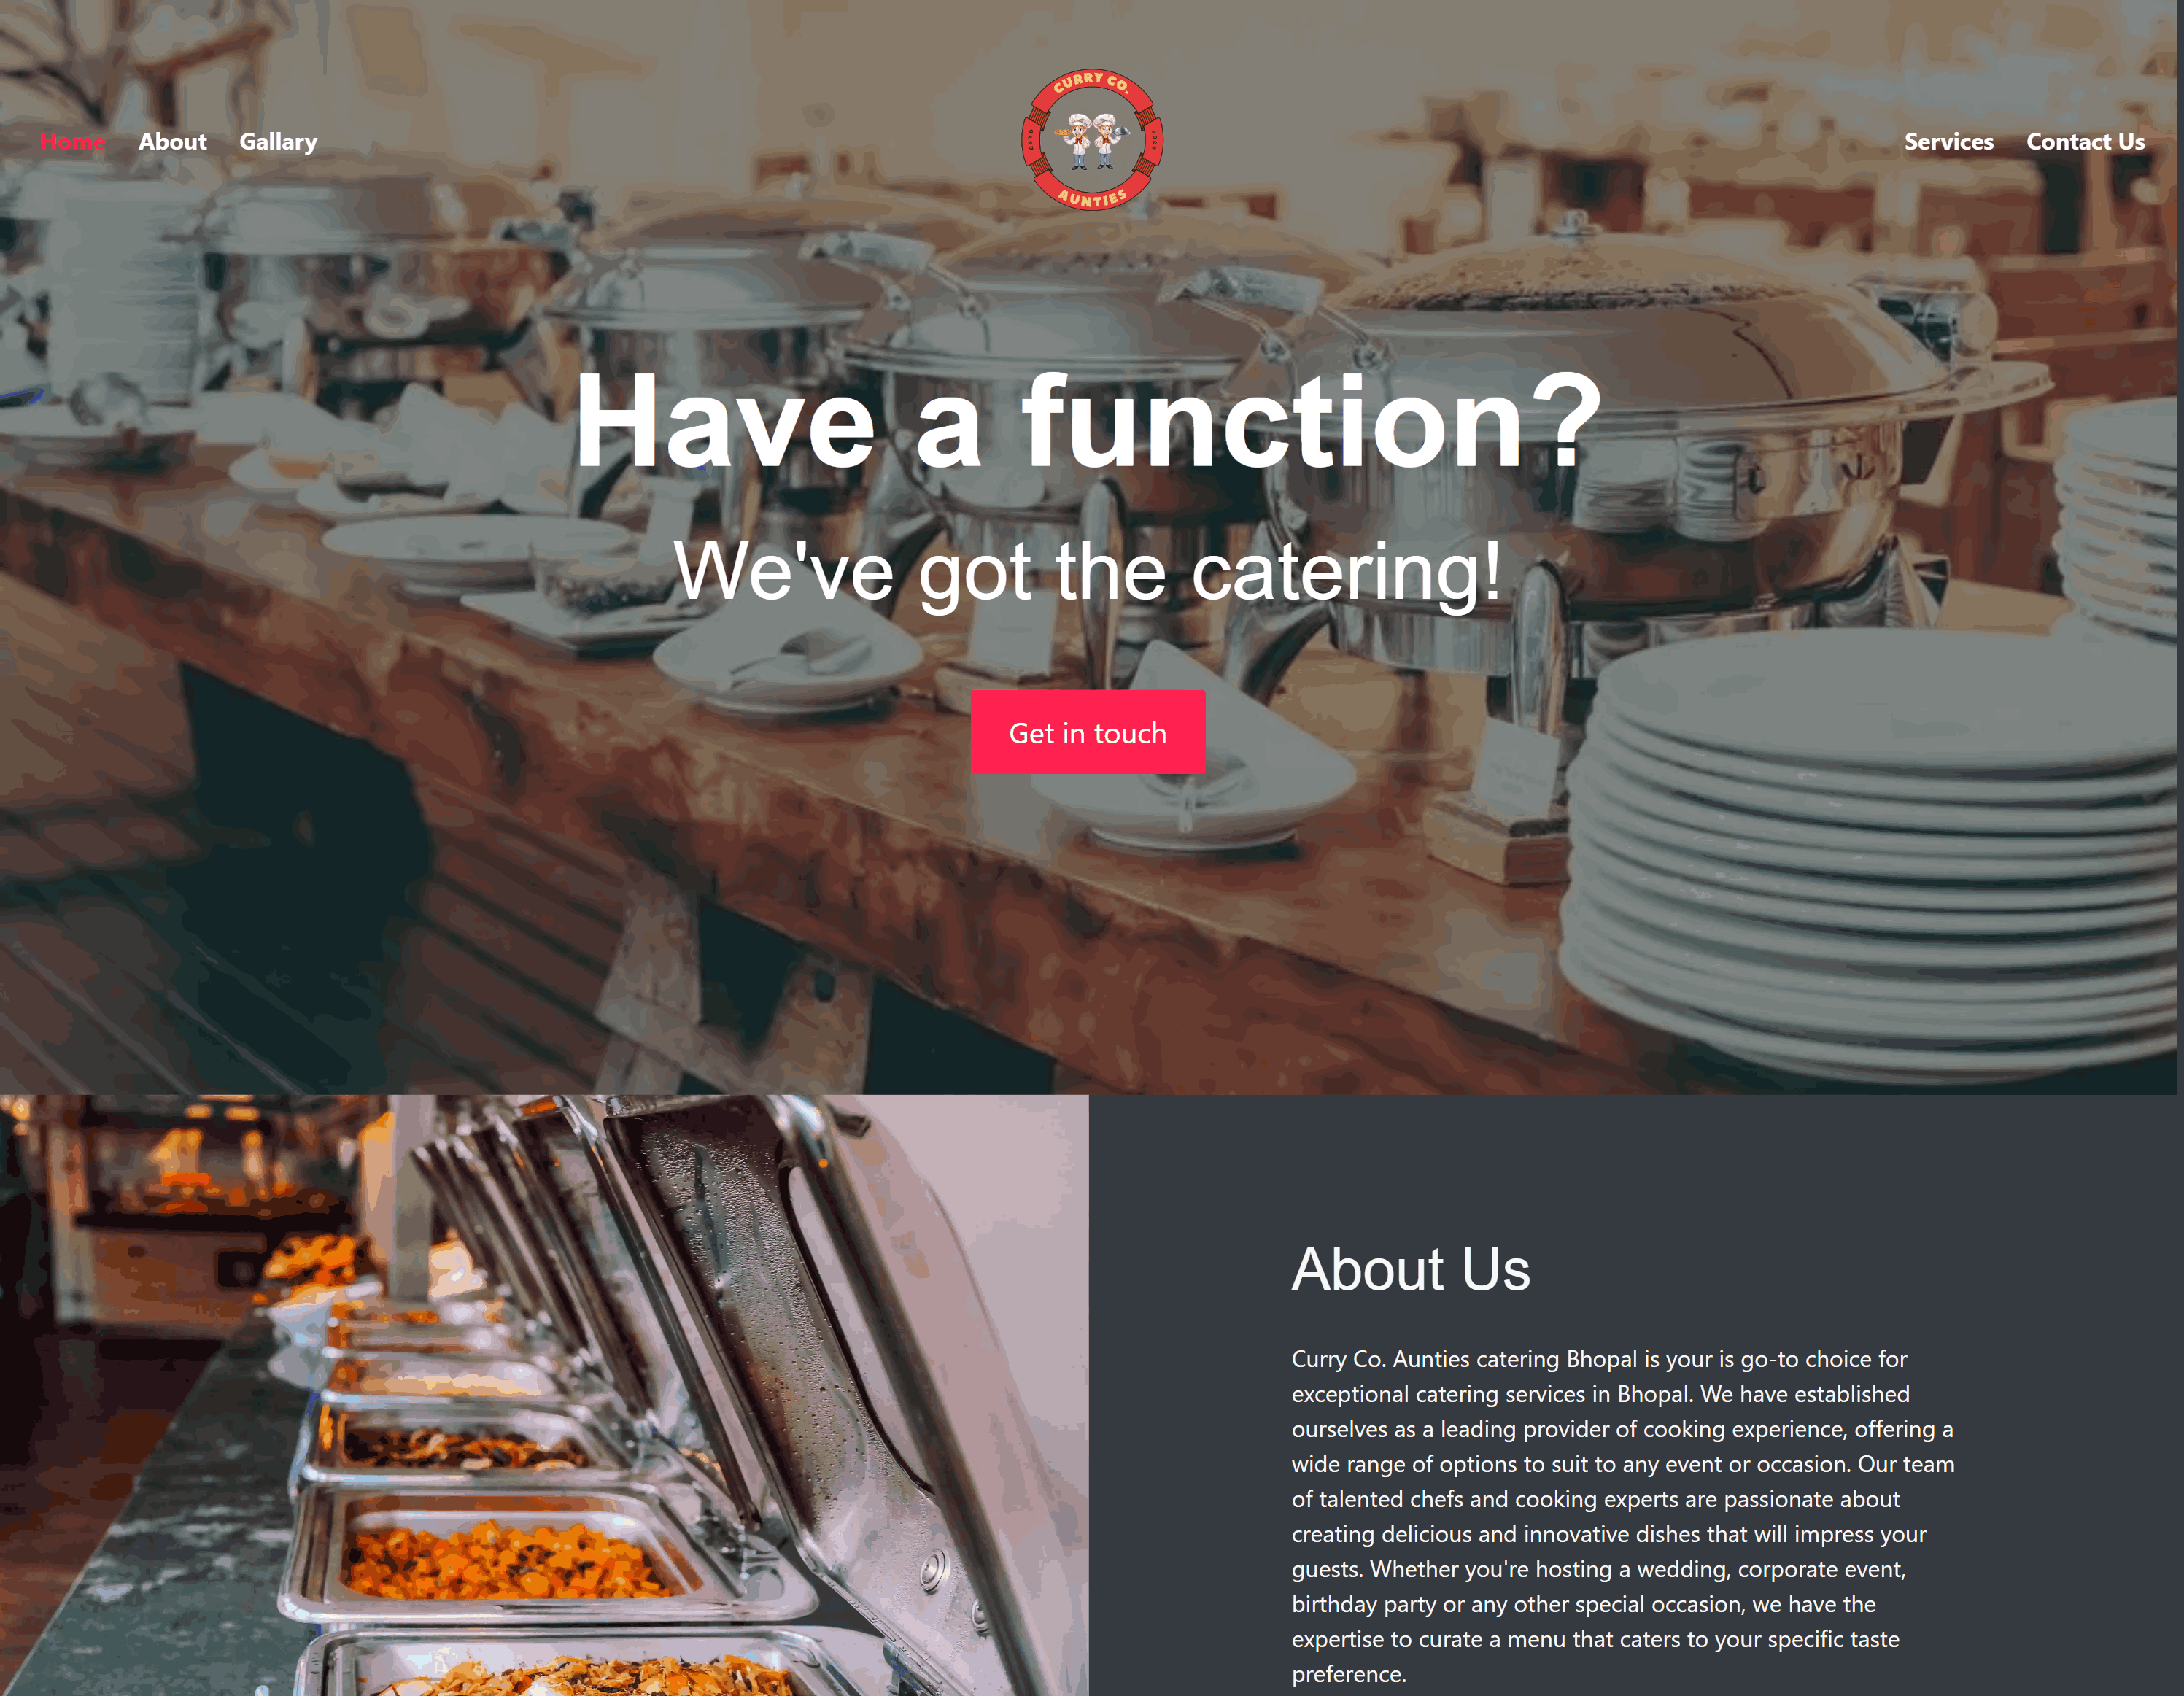 CURRY CO.
ESTD
2022
AUNTIES
Home About Gallary
Services Contact Us
Have a function?
We've got the catering!
Get in touch
About Us
Curry Co. Aunties catering Bhopal is your is go-to choice for
exceptional catering services in Bhopal. We have established
ourselves as a leading provider of cooking experience, offering a
wide range of options to suit to any event or occasion. Our team
of talented chefs and cooking experts are passionate about
creating delicious and innovative dishes that will impress your
guests. Whether you're hosting a wedding, corporate event,
birthday party or any other special occasion, we have the
expertise to curate a menu that caters to your specific taste
preference.